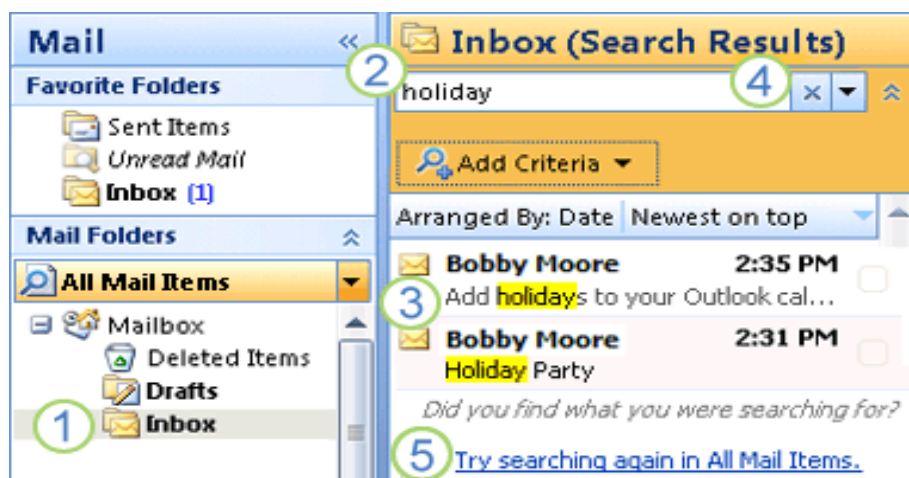 Mail «
Favorite Folders
Sent Items
Unread Mail
Inbox (1)
Mail Folders
All Mail Items
Mailbox
Deleted Items
Drafts
1 Inbox
Inbox (Search Results)
2 holiday 4
Add Criteria
Arranged By: Date Newest on top
Bobby Moore 2:35 PM
3 Add holidays to your Outlook cal...
Bobby Moore 2:31 PM
Holiday Party
Did you find what you were searching for?
5 Try searching again in All Mail Items.